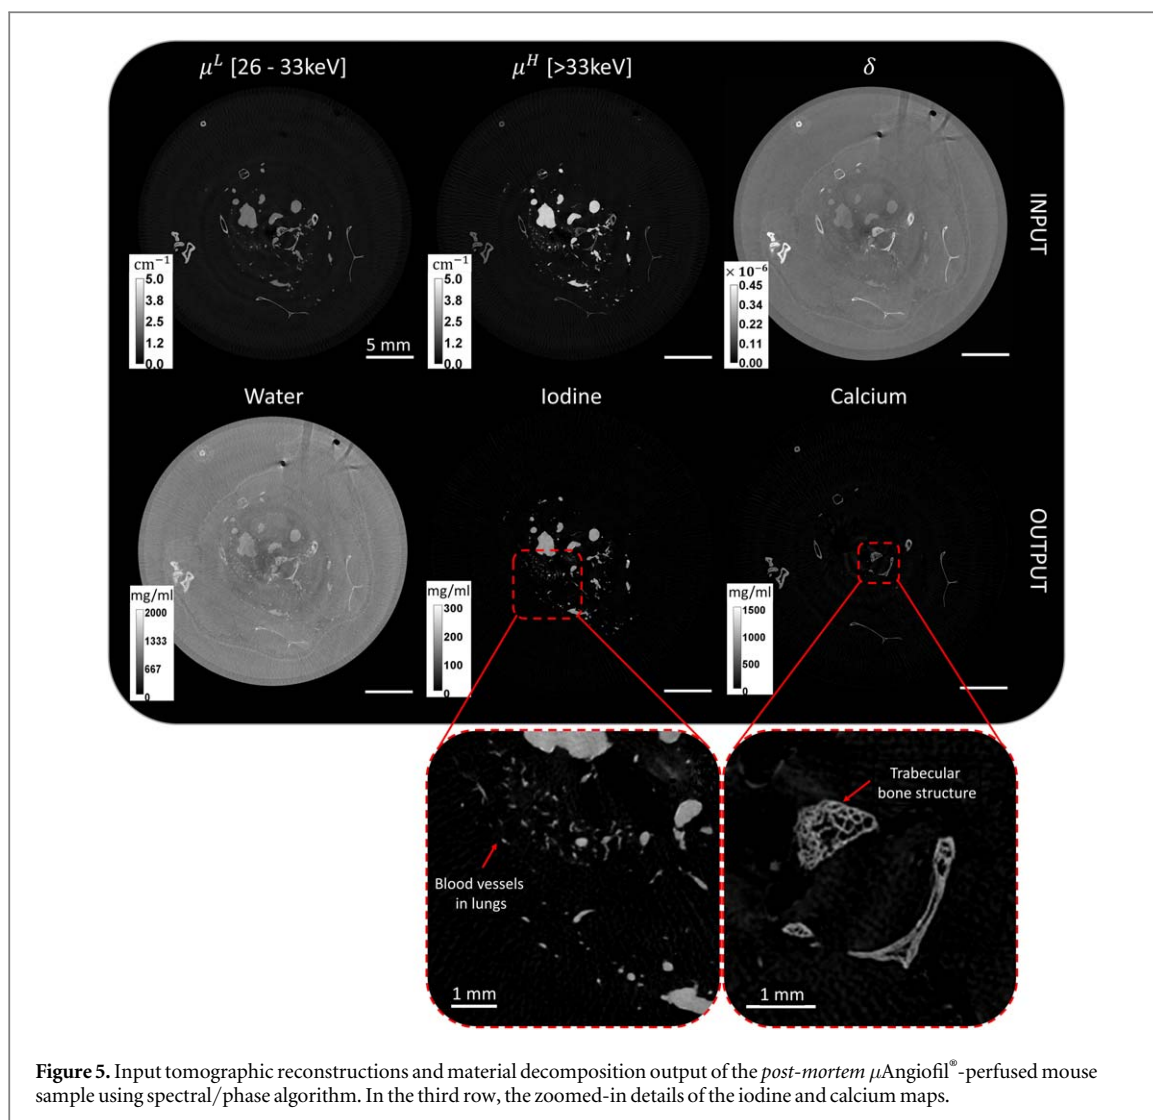 μᴸ [26 - 33keV]
μᴴ [>33keV]
δ
INPUT
cm⁻¹
5.0
3.8
2.5
1.2
0.0
5 mm
cm⁻¹
5.0
3.8
2.5
1.2
0.0
× 10⁻⁶
0.45
0.34
0.22
0.11
0.00
Water
Iodine
Calcium
OUTPUT
mg/ml
2000
1333
667
0
mg/ml
300
200
100
0
mg/ml
1500
1000
500
0
Blood vessels
in lungs
1 mm
Trabecular
bone structure
1 mm
Figure 5. Input tomographic reconstructions and material decomposition output of the post-mortem μAngiofil®-perfused mouse
sample using spectral/phase algorithm. In the third row, the zoomed-in details of the iodine and calcium maps.